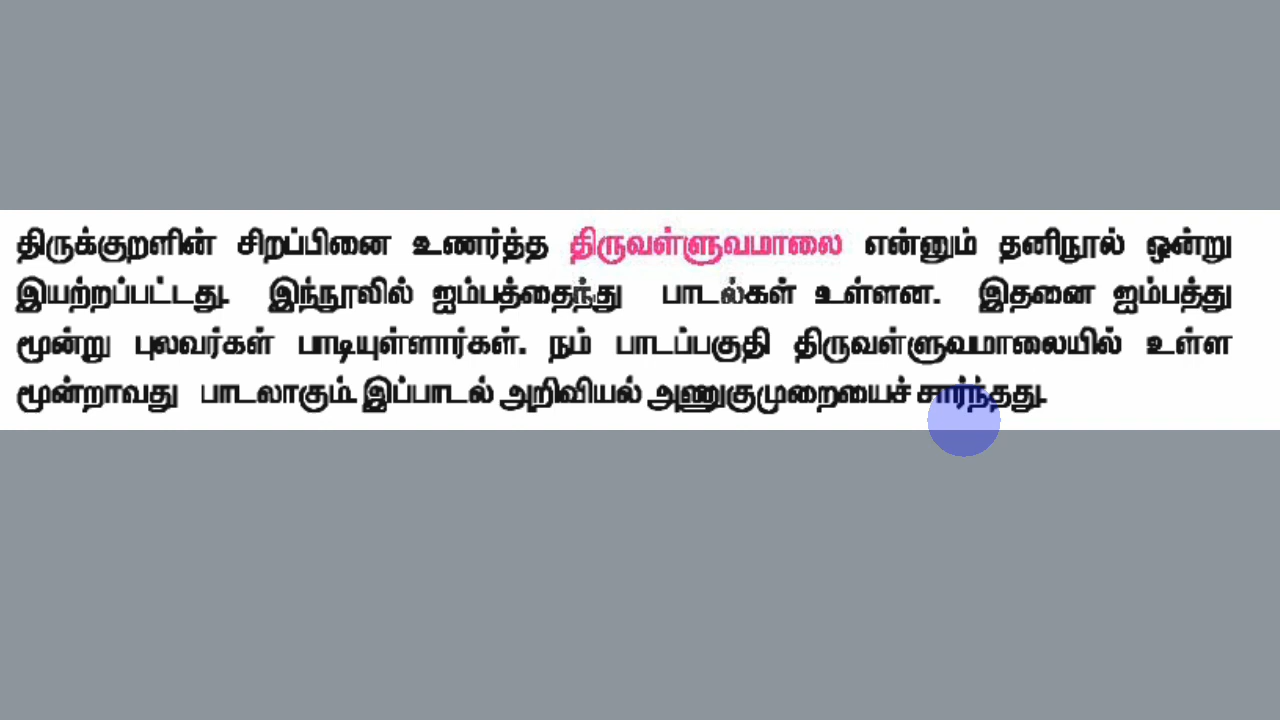 திருக்குறளின் சிறப்பினை உணர்த்த திருவள்ளுவமாலை என்னும் தனிநூல் ஒன்று
இயற்றப்பட்டது. இந்நூலில் ஐம்பத்தைந்து பாடல்கள் உள்ளன. இதனை ஐம்பத்து
மூன்று புலவர்கள் பாடியுள்ளார்கள். நம் பாடப்பகுதி திருவள்ளுவமாலையில் உள்ள
மூன்றாவது பாடலாகும். இப்பாடல் அறிவியல் அணுகுமுறையைச் சார்ந்தது.